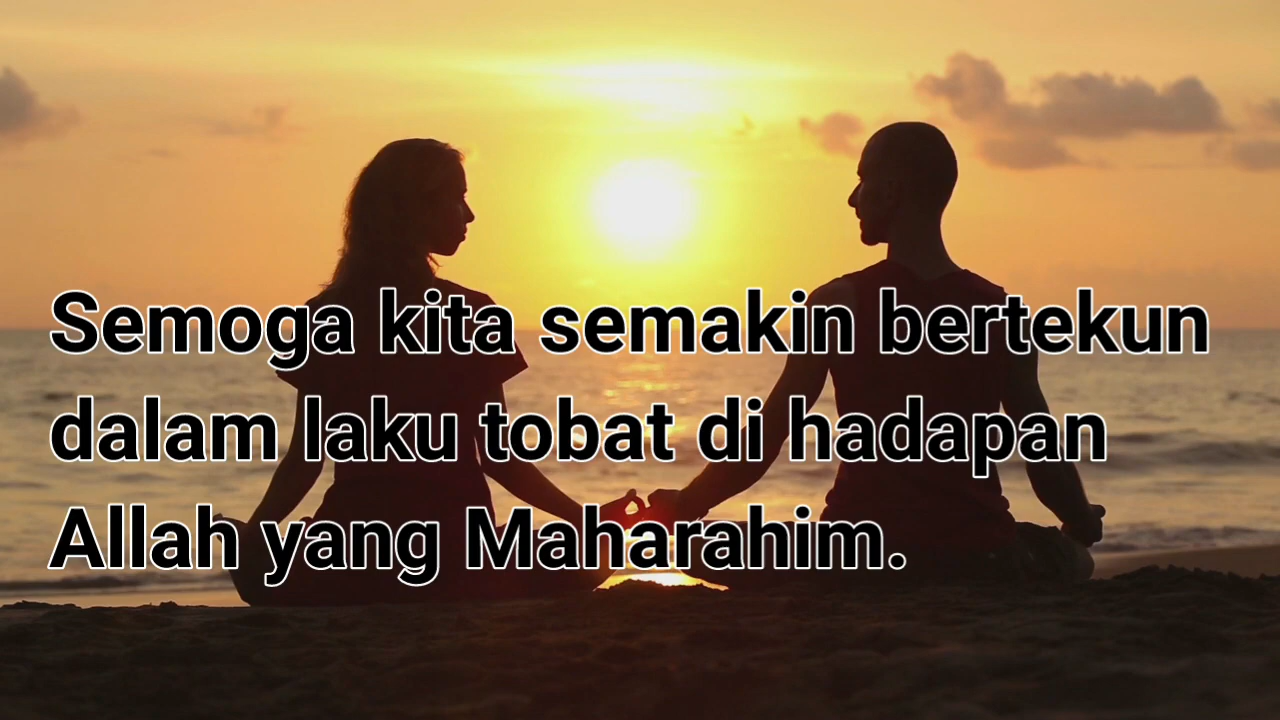 Semoga kita semakin bertekun
dalam laku tobat di hadapan
Allah yang Maharahim.